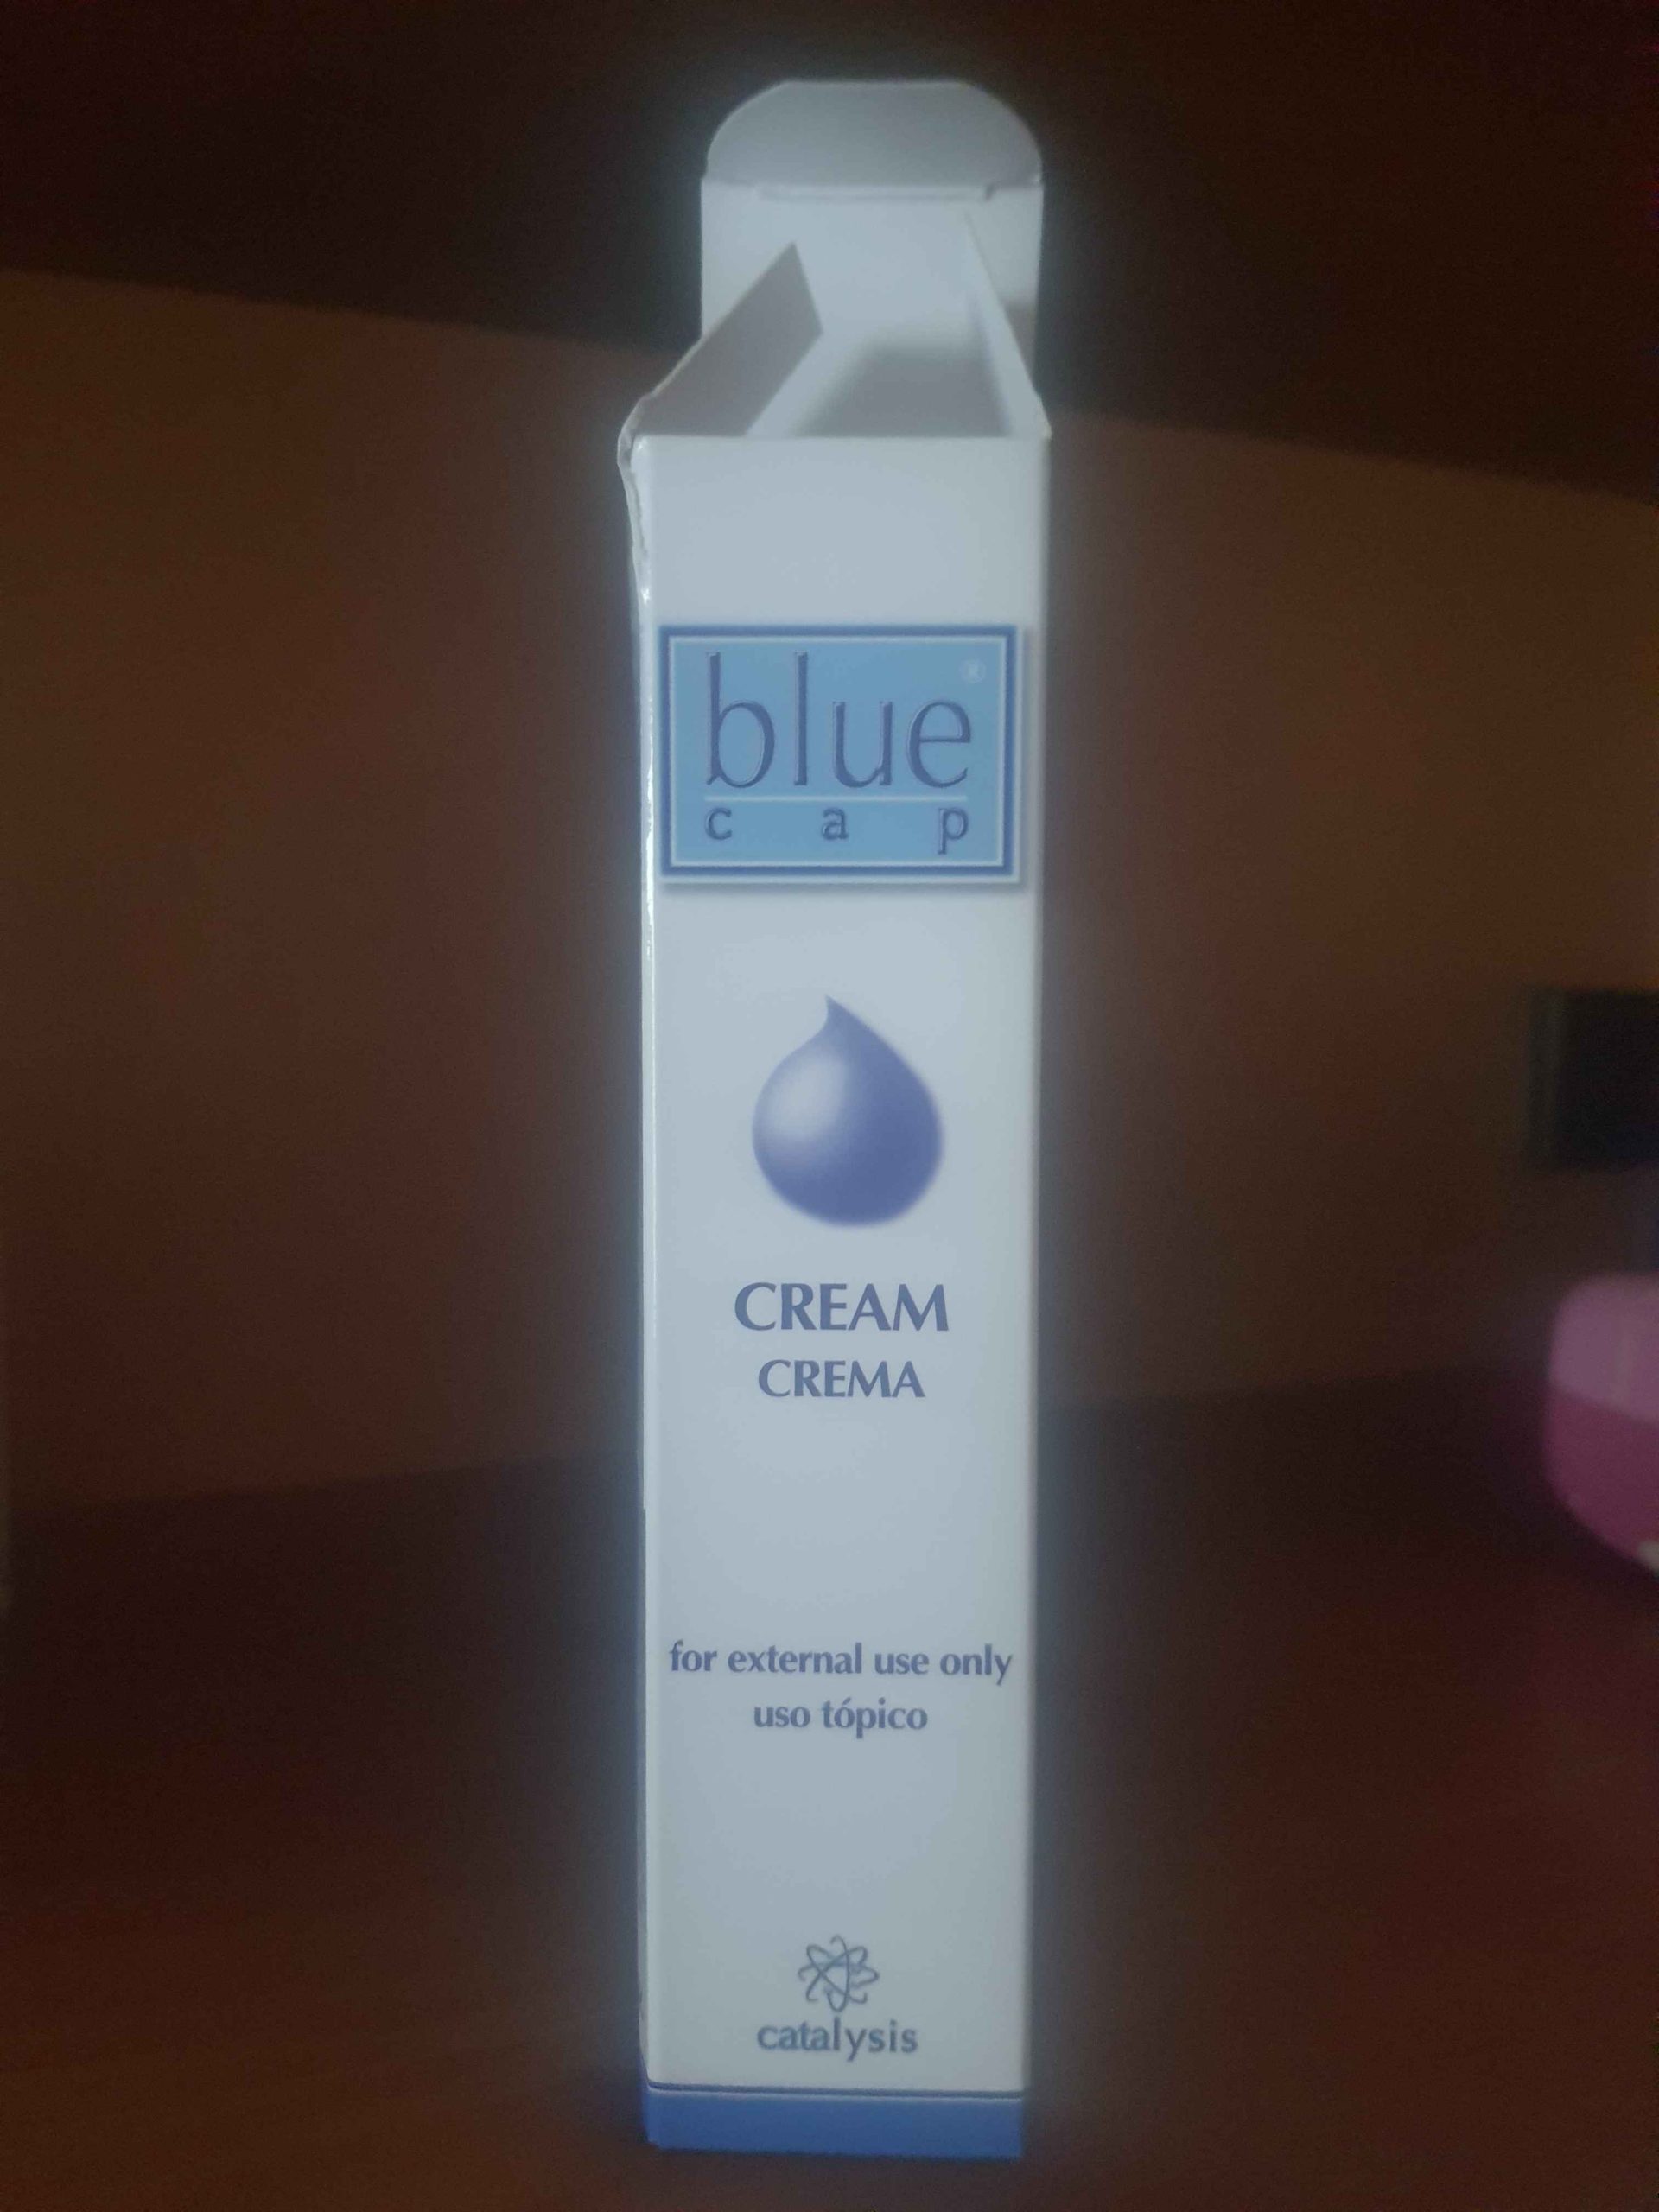 blue®
cap
CREAM
CREMA
for external use only
uso tópico
catalysis